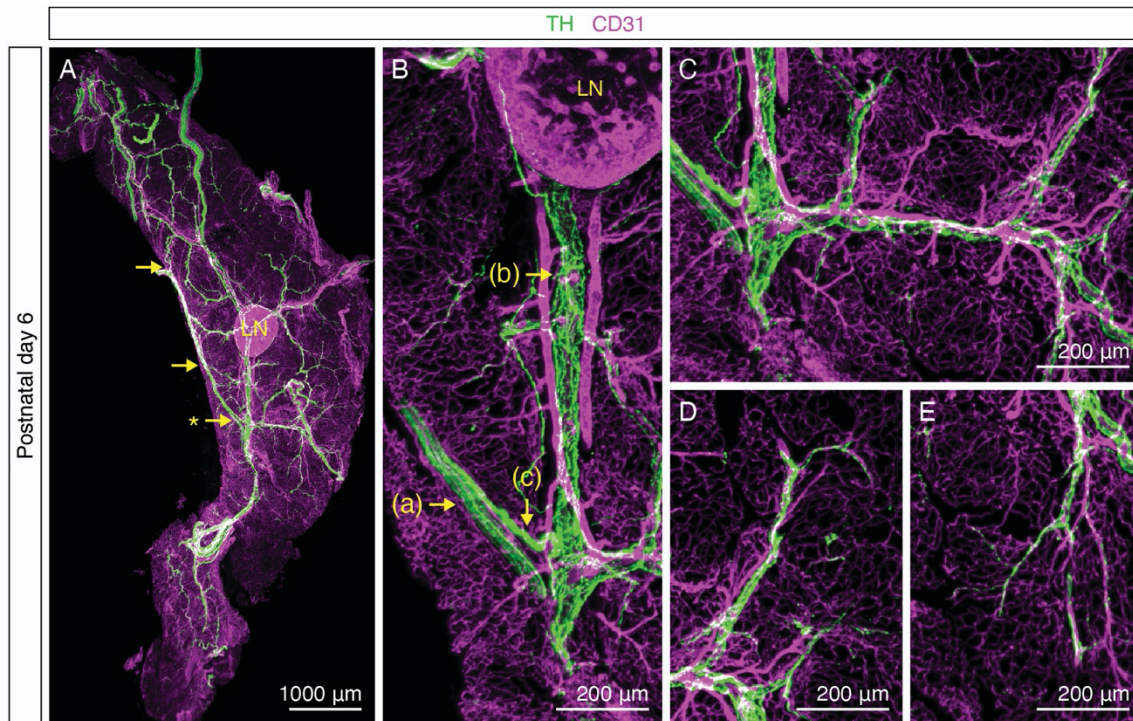 TH CD31
Postnatal day 6
A
LN
*
1000 µm
B
LN
(b)
(a)
(c)
200 µm
C
200 µm
D
200 µm
E
200 µm